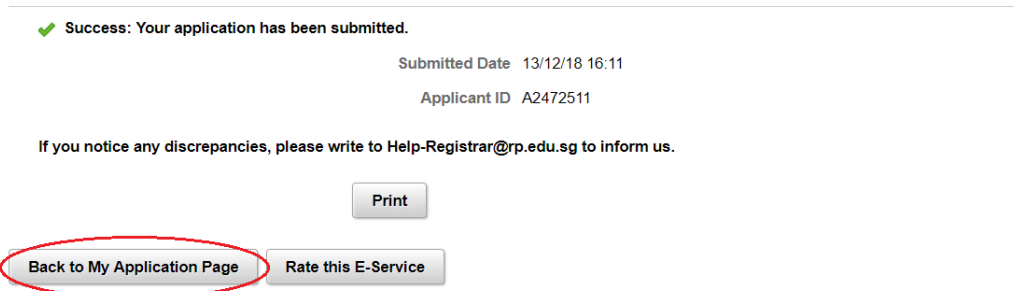 Success: Your application has been submitted.
Submitted Date 13/12/18 16:11
Applicant ID A2472511
If you notice any discrepancies, please write to Help-Registrar@rp.edu.sg to inform us.
Print
Back to My Application Page Rate this E-Service